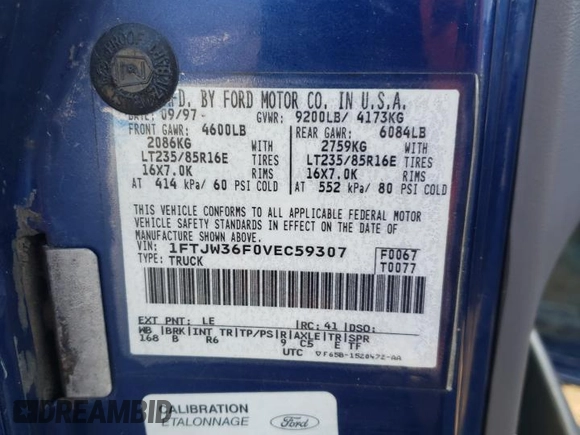 MFD. BY FORD MOTOR CO. IN U.S.A.
DATE: 09/97 GVWR: 9200LB/ 4173KG
FRONT GAWR: 4600LB REAR GAWR: 6084LB
2086KG WITH 2759KG WITH
LT235/85R16E TIRES LT235/85R16E TIRES
16X7.0K RIMS 16X7.0K RIMS
AT 414 kPa/ 60 PSI COLD AT 552 kPa/ 80 PSI COLD
THIS VEHICLE CONFORMS TO ALL APPLICABLE FEDERAL MOTOR
VEHICLE SAFETY STANDARDS IN EFFECT ON THE DATE OF
MANUFACTURE SHOWN ABOVE.
VIN: 1FTJW36F0VEC59307 F0067
TYPE: TRUCK T0077
EXT PNT: LE RC: 41 DSO:
WB BRK INT TR TP/PS R AXLE TR SPR
168 B R6 9 C5 E TF
UTC F65B-1520472-AA
CALIBRATION
ETALONNAGE
Ford
DREAMBID